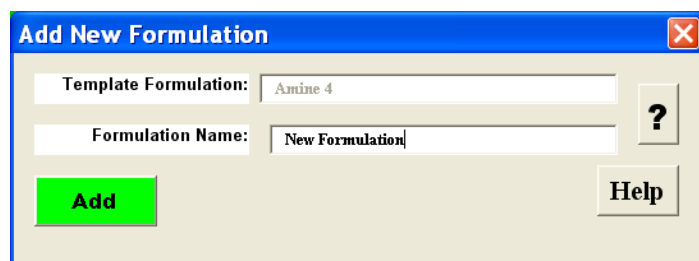 Add New Formulation
Template Formulation: Amine 4
Formulation Name: New Formulation
?
Add
Help